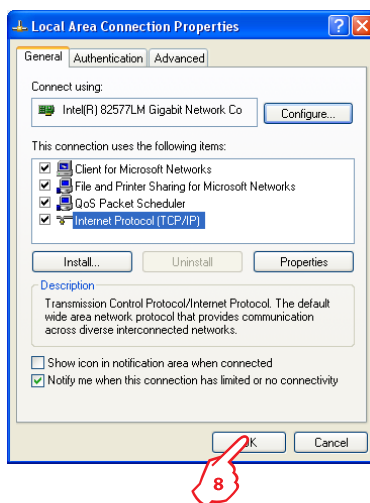 Local Area Connection Properties
General Authentication Advanced
Connect using:
Intel(R) 82577LM Gigabit Network Co
Configure...
This connection uses the following items:
Client for Microsoft Networks
File and Printer Sharing for Microsoft Networks
QoS Packet Scheduler
Internet Protocol (TCP/IP)
Install... Uninstall Properties
Description
Transmission Control Protocol/Internet Protocol. The default
wide area network protocol that provides communication
across diverse interconnected networks.
Show icon in notification area when connected
Notify me when this connection has limited or no connectivity
OK Cancel
8